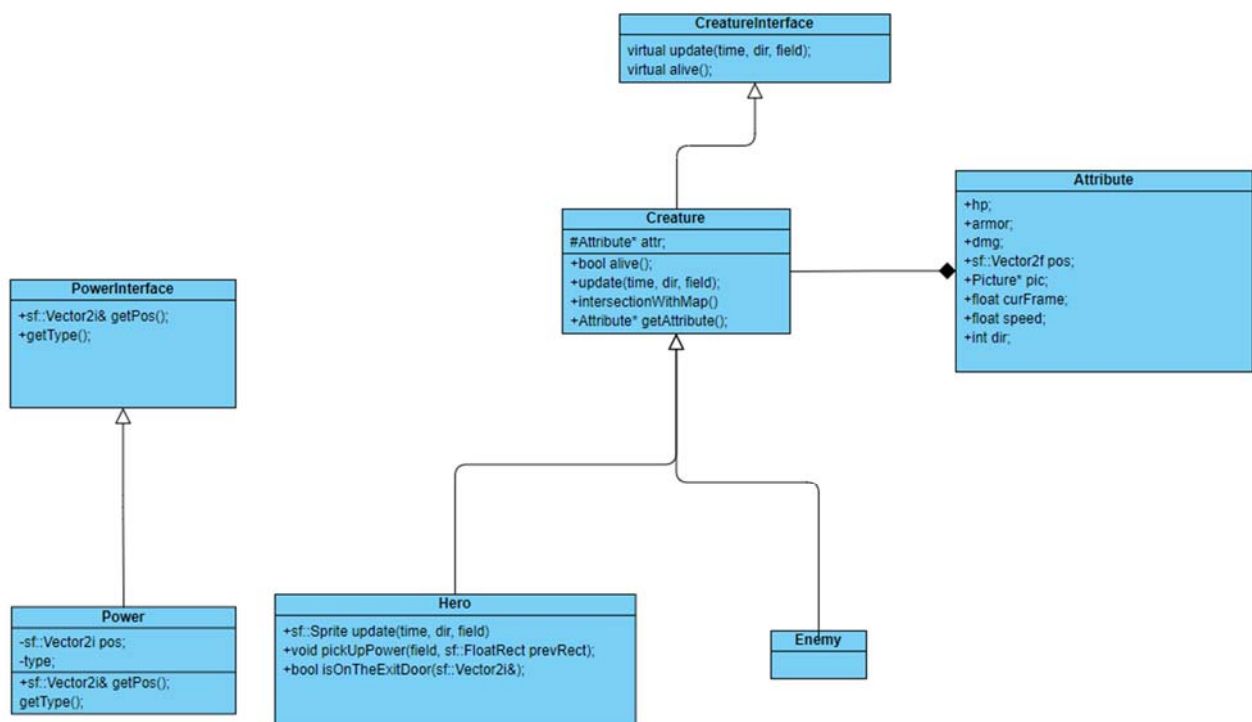 CreatureInterface
virtual update(time, dir, field);
virtual alive();
Attribute
+hp;
+armor;
+dmg;
+sf::Vector2f pos;
+Picture* pic;
+float curFrame;
+float speed;
+int dir;
Creature
#Attribute* attr;
+bool alive();
+update(time, dir, field);
+intersectionWithMap()
+Attribute* getAttribute();
PowerInterface
+sf::Vector2i& getPos();
+getType();
Power
-sf::Vector2i pos;
-type;
+sf::Vector2i& getPos();
getType();
Hero
+sf::Sprite update(time, dir, field)
+void pickUpPower(field, sf::FloatRect prevRect);
+bool isOnTheExitDoor(sf::Vector2i&);
Enemy